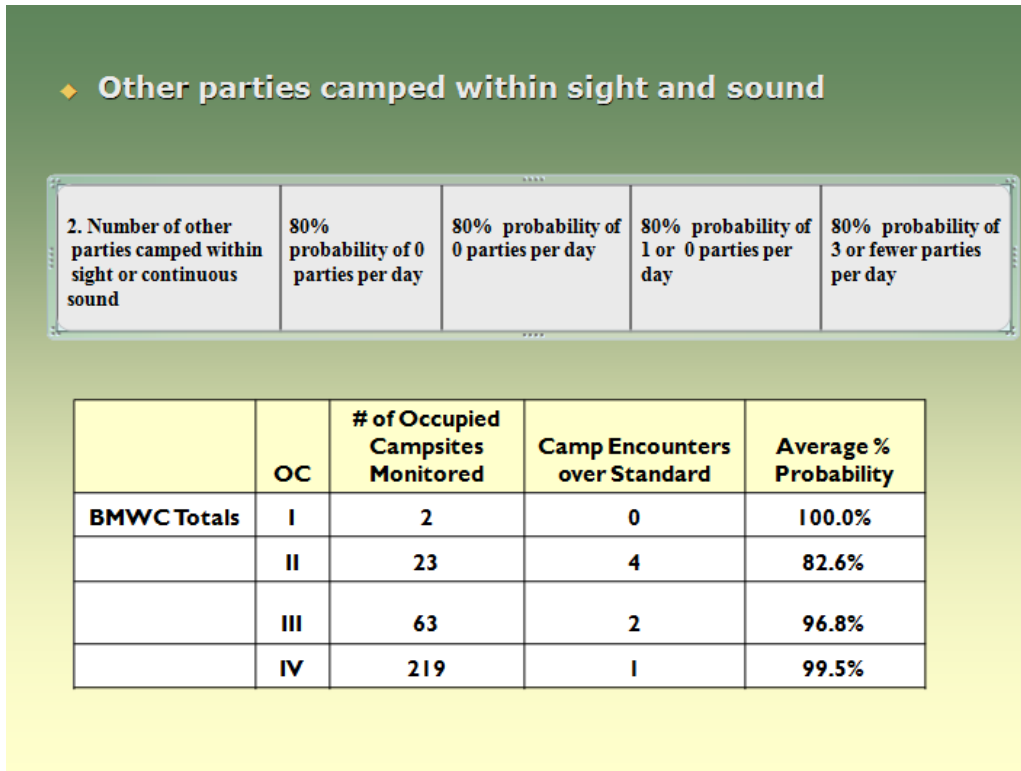 Other parties camped within sight and sound
2. Number of other
parties camped within
sight or continuous
sound
80%
probability of 0
parties per day
80% probability of
0 parties per day
80% probability of
1 or 0 parties per
day
80% probability of
3 or fewer parties
per day
OC
# of Occupied
Campsites
Monitored
Camp Encounters
over Standard
Average %
Probability
BMWC Totals I 2 0 100.0%
II 23 4 82.6%
III 63 2 96.8%
IV 219 1 99.5%